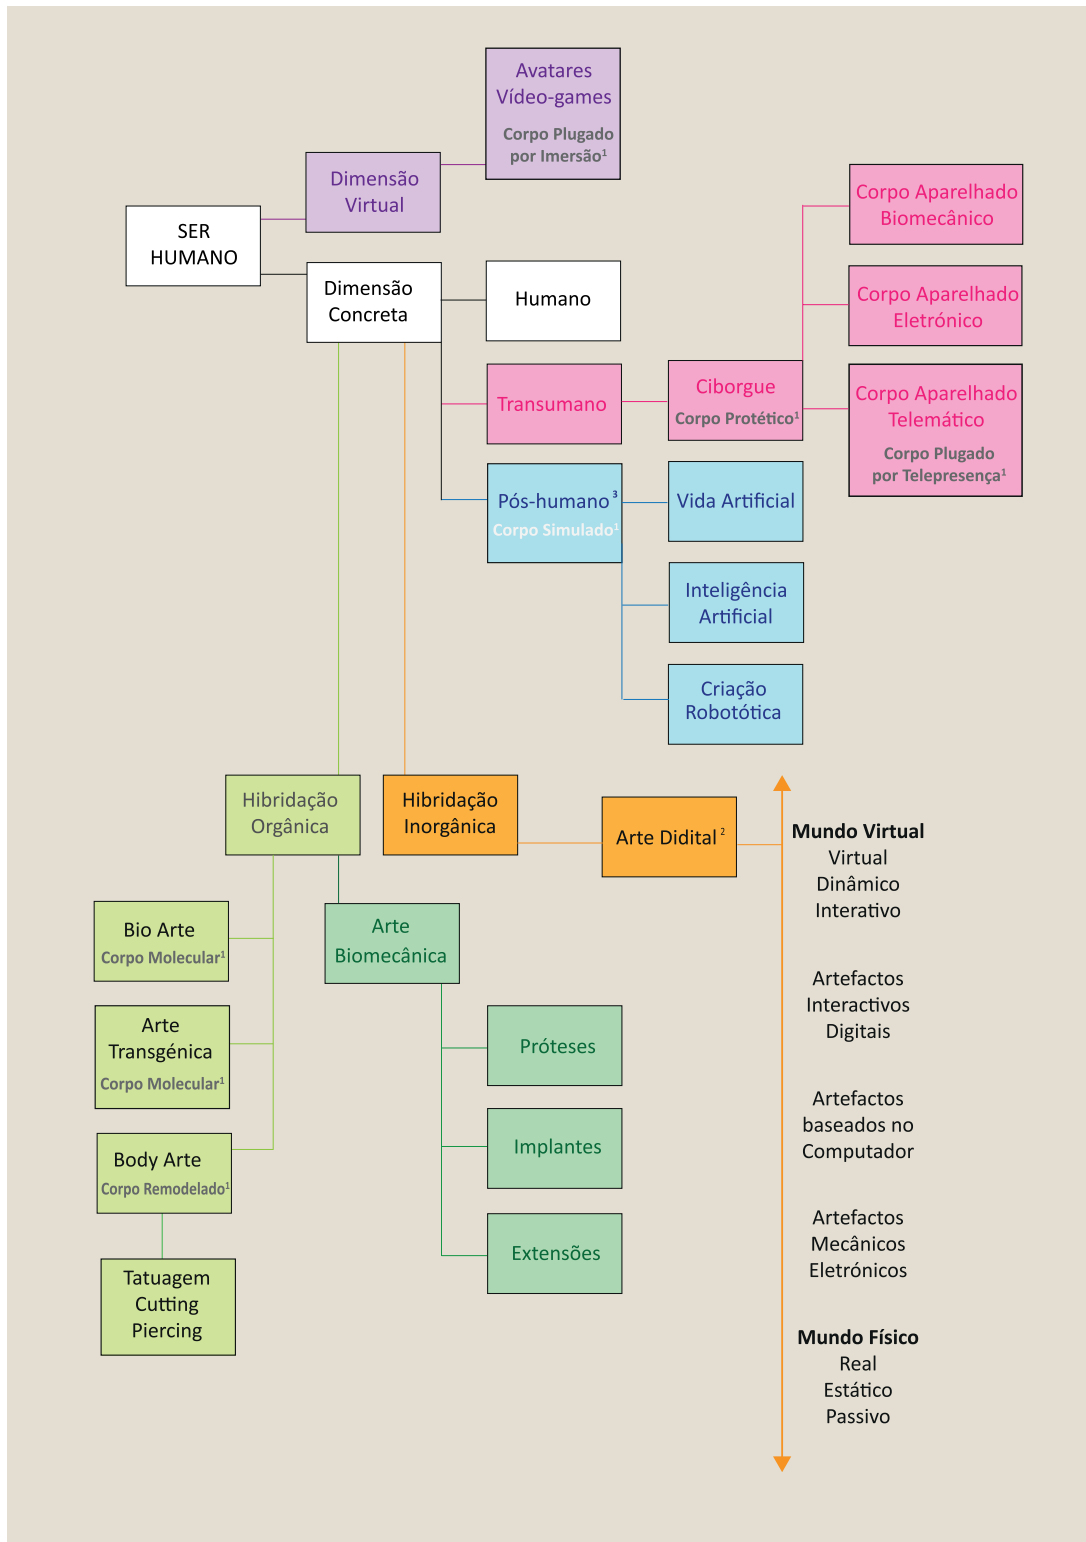 Avatares
Vídeo-games
Corpo Plugado
por Imersão¹
Dimensão
Virtual
SER
HUMANO
Dimensão
Concreta
Humano
Transumano
Ciborgue
Corpo Protético¹
Corpo Aparelhado
Biomecânico
Corpo Aparelhado
Eletrónico
Corpo Aparelhado
Telemático
Corpo Plugado
por Telepresença¹
Pós-humano³
Corpo Simulado¹
Vida Artificial
Inteligência
Artificial
Criação
Robotótica
Hibridação
Orgânica
Hibridação
Inorgânica
Arte Didital²
Bio Arte
Corpo Molecular¹
Arte
Transgénica
Corpo Molecular¹
Body Arte
Corpo Remodelado¹
Tatuagem
Cutting
Piercing
Arte
Biomecânica
Próteses
Implantes
Extensões
Mundo Virtual
Virtual
Dinâmico
Interativo
Artefactos
Interactivos
Digitais
Artefactos
baseados no
Computador
Artefactos
Mecânicos
Eletrónicos
Mundo Físico
Real
Estático
Passivo